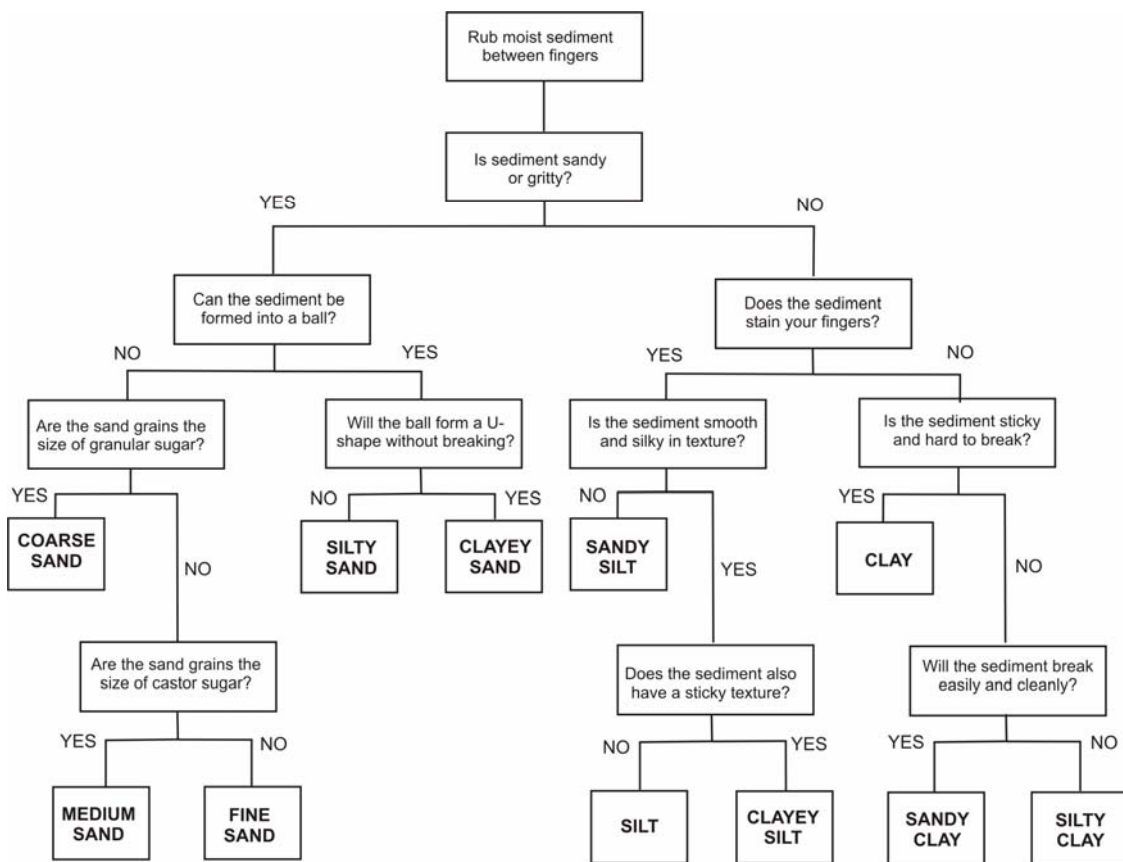 Rub moist sediment
between fingers
Is sediment sandy
or gritty?
YES
NO
Can the sediment be
formed into a ball?
Does the sediment
stain your fingers?
NO
YES
YES
NO
Are the sand grains the
size of granular sugar?
Will the ball form a U-
shape without breaking?
Is the sediment smooth
and silky in texture?
Is the sediment sticky
and hard to break?
YES
NO
NO
YES
NO
YES
YES
NO
COARSE
SAND
SILTY
SAND
CLAYEY
SAND
SANDY
SILT
CLAY
Are the sand grains the
size of castor sugar?
Does the sediment also
have a sticky texture?
Will the sediment break
easily and cleanly?
YES
NO
NO
YES
YES
NO
MEDIUM
SAND
FINE
SAND
SILT
CLAYEY
SILT
SANDY
CLAY
SILTY
CLAY